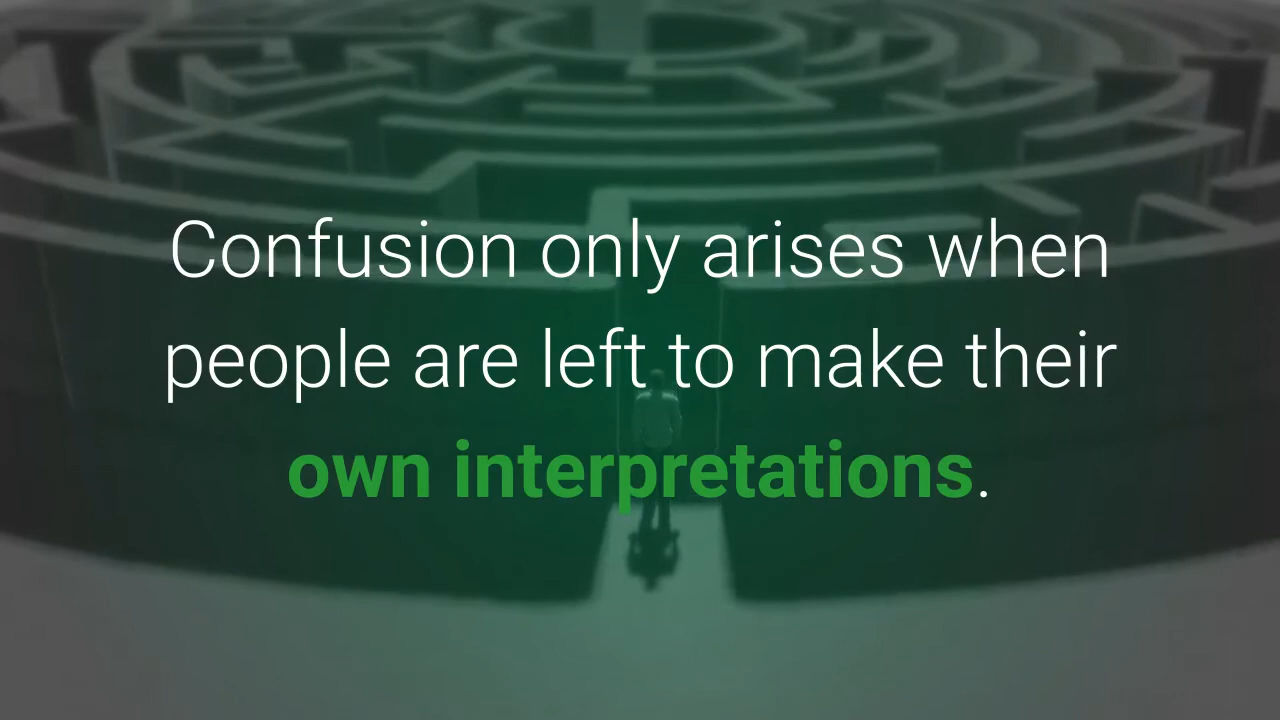 Confusion only arises when
people are left to make their
own interpretations.